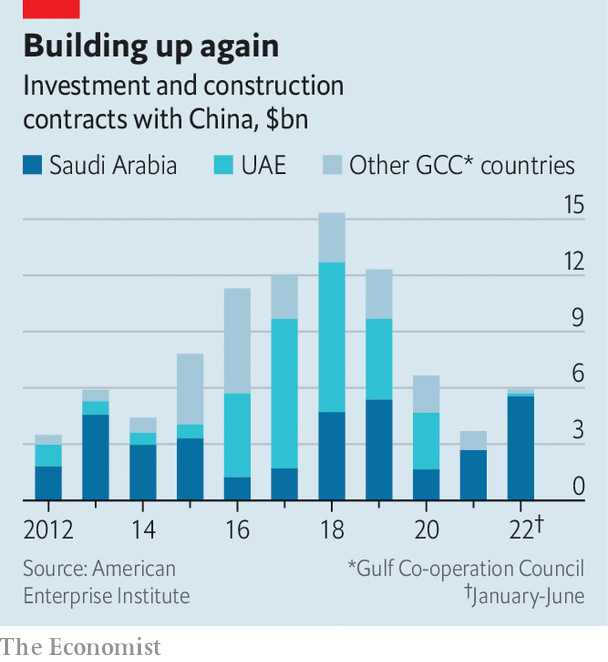 Building up again
Investment and construction
contracts with China, $bn
Saudi Arabia UAE Other GCC* countries
15
12
9
6
3
0
2012 14 16 18 20 22†
Source: American
Enterprise Institute
*Gulf Co-operation Council
†January-June
The Economist